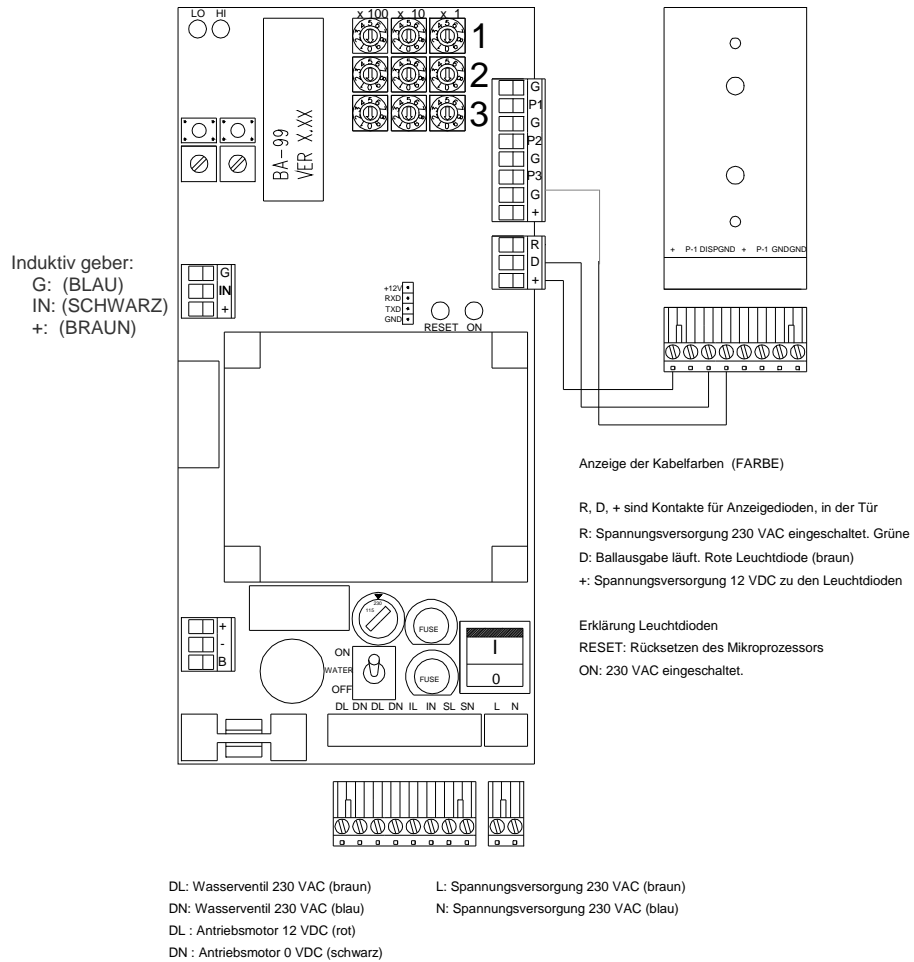 LO HI
x 100 x 10 x 1
1
2
3
BA-99
VER X.XX
G
P1
G
P2
G
P3
G
+
R
D
+
+ P-1 DISPGND + P-1 GNDGND
Induktiv geber:
G: (BLAU)
IN: (SCHWARZ)
+: (BRAUN)
G
IN
+
+12V
RXD
TXD
GND
RESET ON
Anzeige der Kabelfarben (FARBE)
R, D, + sind Kontakte für Anzeigedioden, in der Tür
R: Spannungsversorgung 230 VAC eingeschaltet. Grüne
D: Ballausgabe läuft. Rote Leuchtdiode (braun)
+: Spannungsversorgung 12 VDC zu den Leuchtdioden
Erklärung Leuchtdioden
RESET: Rücksetzen des Mikroprozessors
ON: 230 VAC eingeschaltet.
+
-
B
230
115
FUSE
FUSE
I
0
ON
WATER
OFF
DL DN DL DN IL IN SL SN L N
DL: Wasserventil 230 VAC (braun)
DN: Wasserventil 230 VAC (blau)
DL : Antriebsmotor 12 VDC (rot)
DN : Antriebsmotor 0 VDC (schwarz)
L: Spannungsversorgung 230 VAC (braun)
N: Spannungsversorgung 230 VAC (blau)